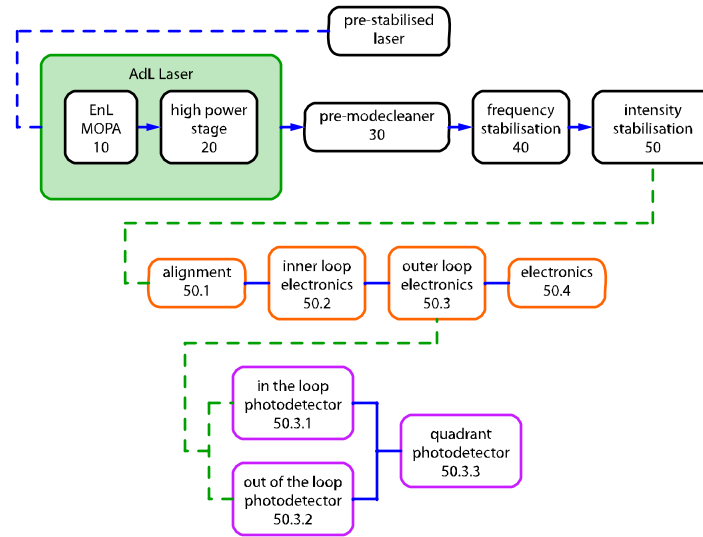 pre-stabilised
laser
AdL Laser
EnL
MOPA
10
high power
stage
20
pre-modecleaner
30
frequency
stabilisation
40
intensity
stabilisation
50
alignment
50.1
inner loop
electronics
50.2
outer loop
electronics
50.3
electronics
50.4
in the loop
photodetector
50.3.1
quadrant
photodetector
50.3.3
out of the loop
photodetector
50.3.2